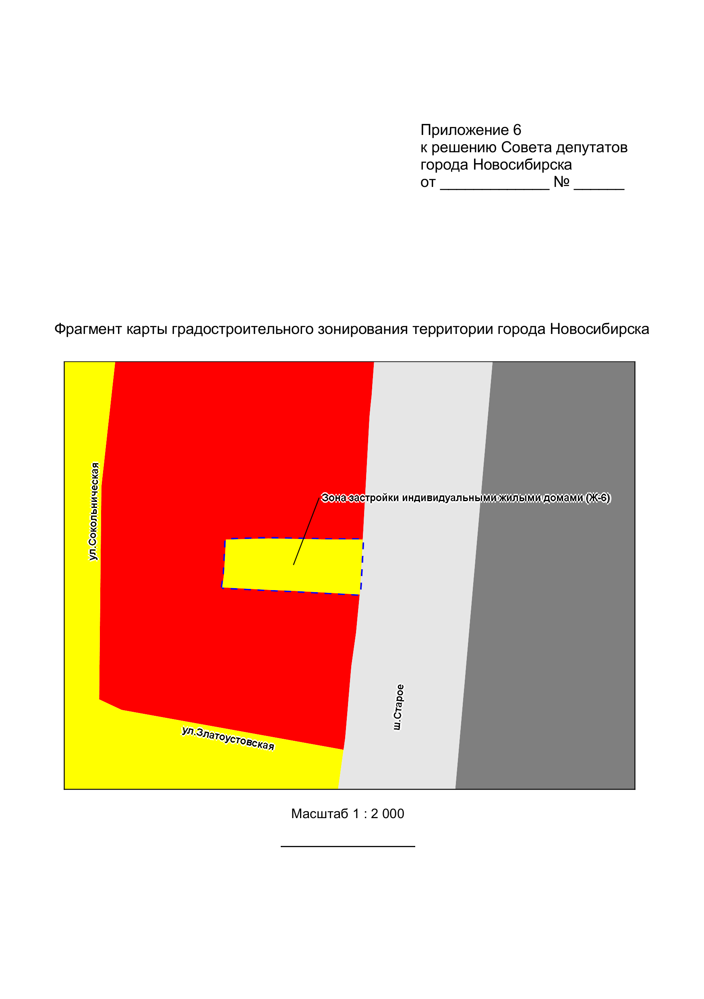 Приложение 6
к решению Совета депутатов
города Новосибирска
от _____________ № ______
Фрагмент карты градостроительного зонирования территории города Новосибирска
ул.Сокольническая
Зона застройки индивидуальными жилыми домами (Ж-6)
ш.Старое
ул.Златоустовская
Масштаб 1 : 2 000